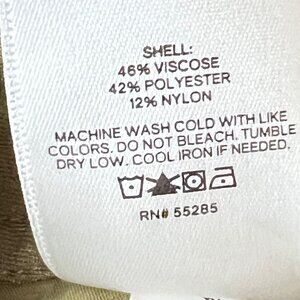 SHELL:
46% VISCOSE
42% POLYESTER
12% NYLON
MACHINE WASH COLD WITH LIKE
COLORS. DO NOT BLEACH. TUMBLE
DRY LOW. COOL IRON IF NEEDED.
RN# 55285